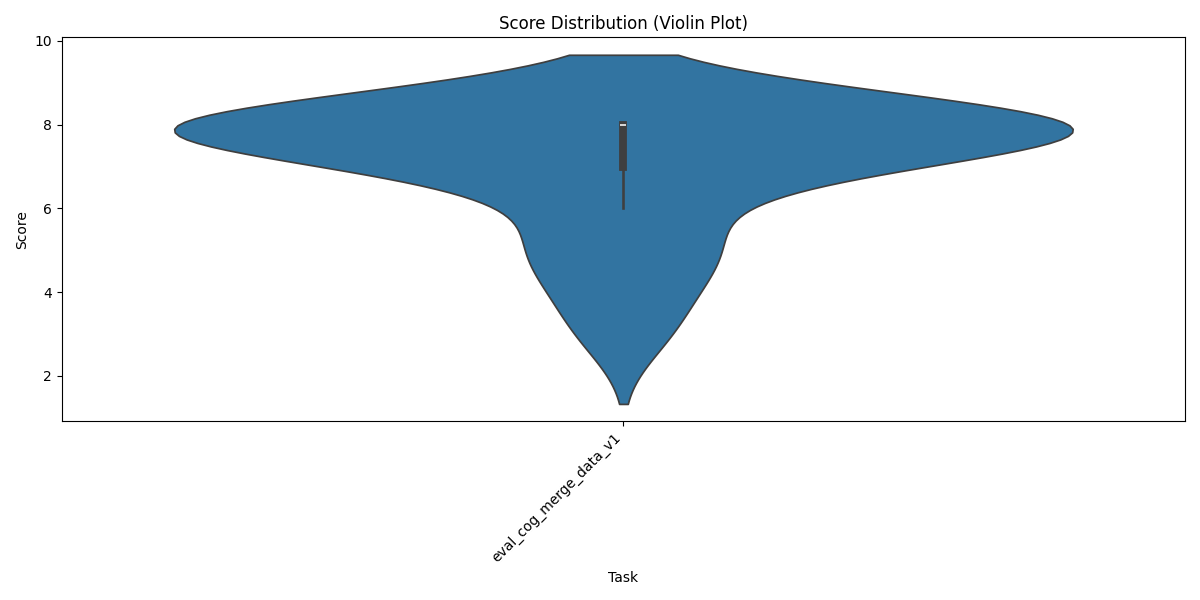 Score Distribution (Violin Plot)
10
8
6
4
2
Score
eval_cog_merge_data_v1
Task